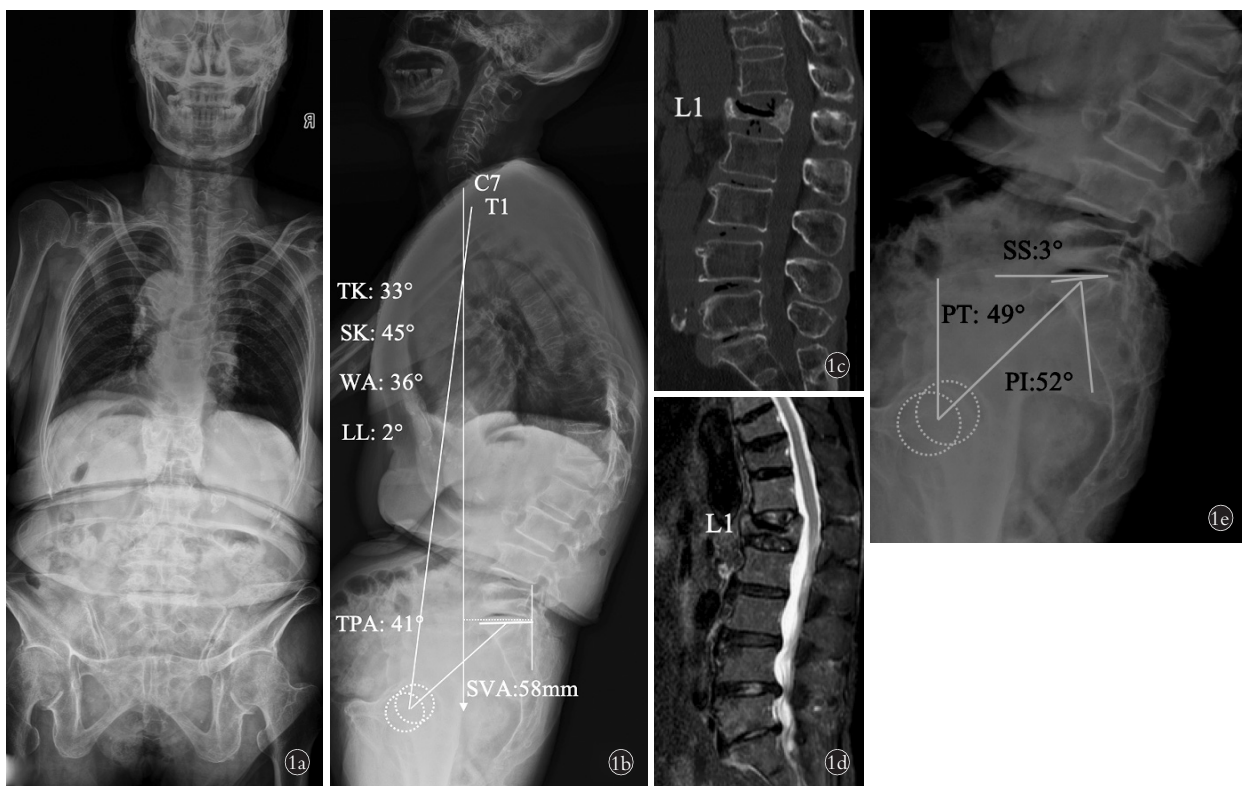 R
1a
C7
T1
TK: 33°
SK: 45°
WA: 36°
LL: 2°
TPA: 41°
SVA:58mm
1b
L1
1c
L1
1d
SS:3°
PT: 49°
PI:52°
1e